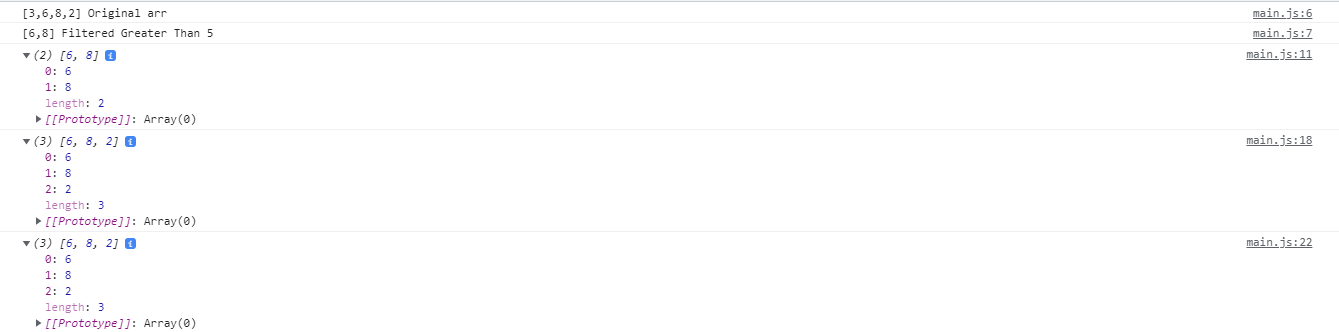 [3,6,8,2] Original arr main.js:6
[6,8] Filtered Greater Than 5 main.js:7
(2) [6, 8] i main.js:11
0: 6
1: 8
length: 2
[[Prototype]]: Array(0)
(3) [6, 8, 2] i main.js:18
0: 6
1: 8
2: 2
length: 3
[[Prototype]]: Array(0)
(3) [6, 8, 2] i main.js:22
0: 6
1: 8
2: 2
length: 3
[[Prototype]]: Array(0)